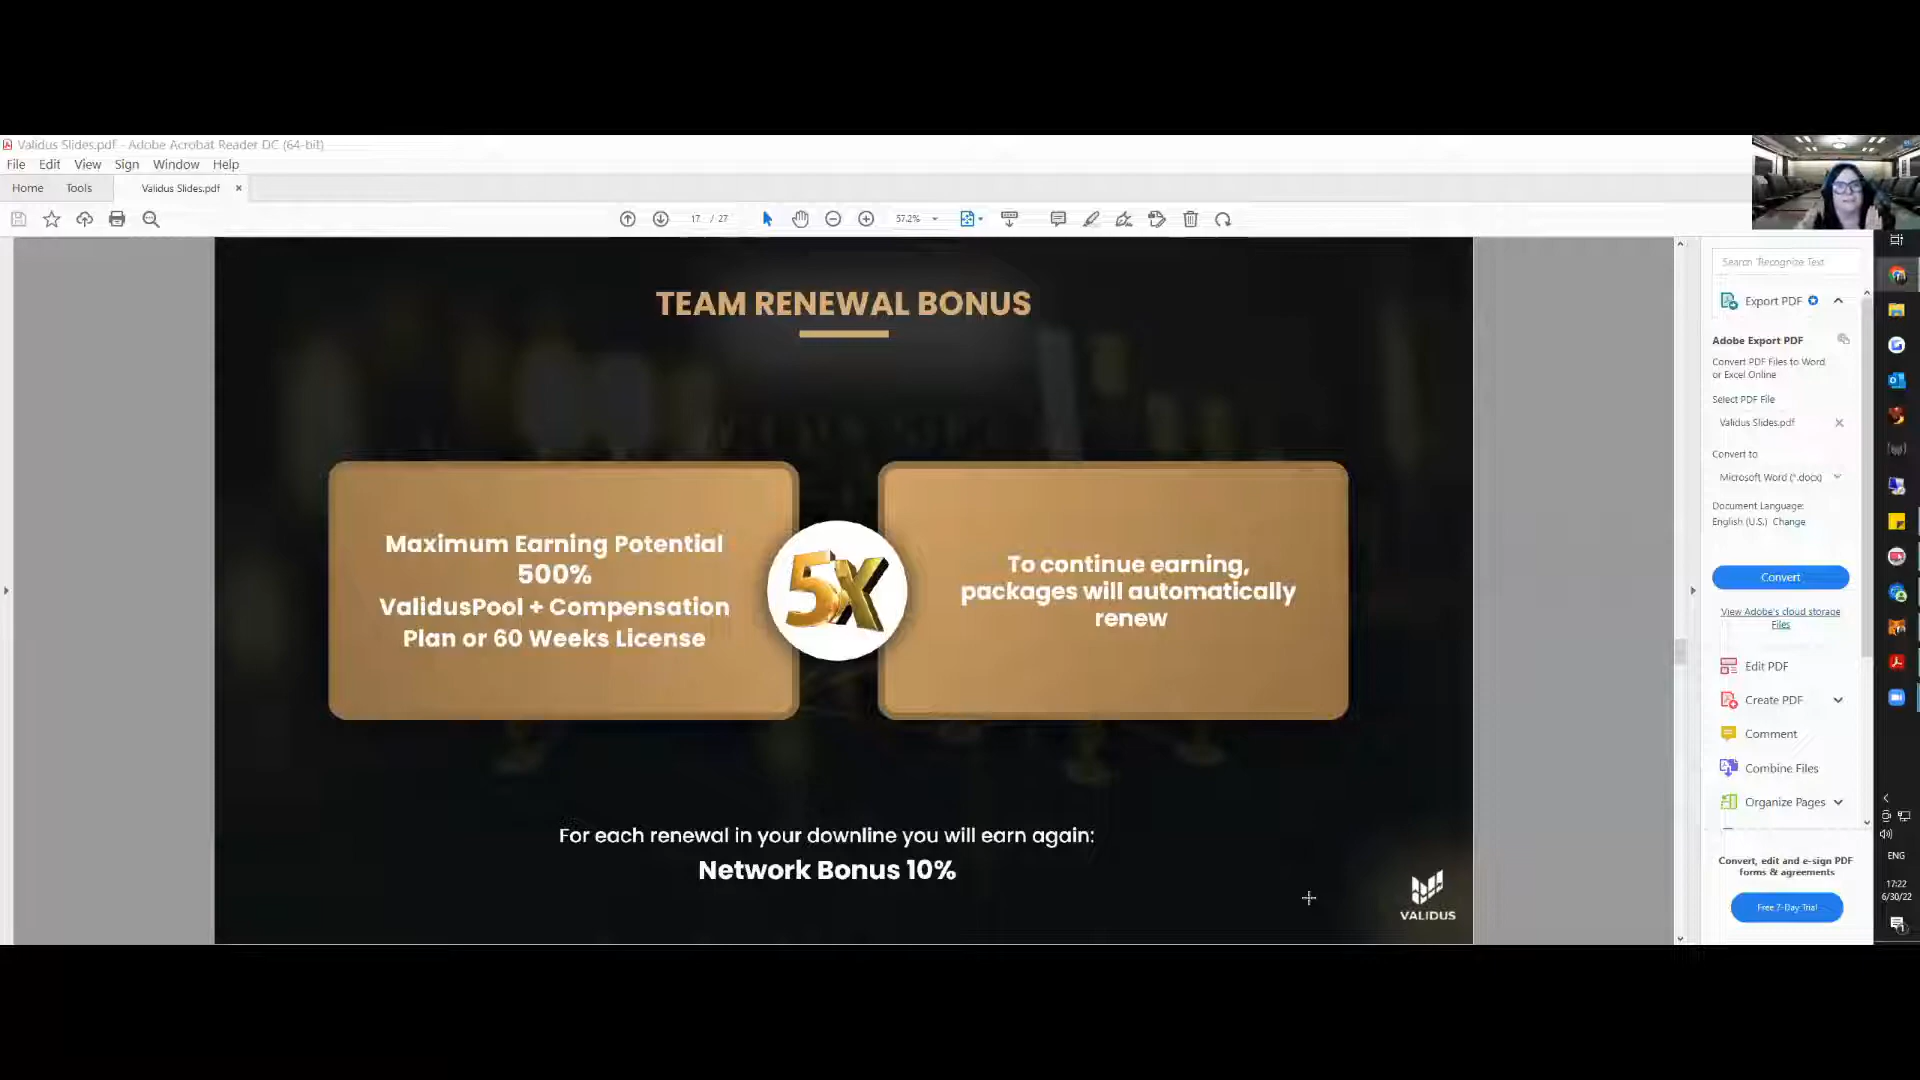 Validus Slides.pdf - Adobe Acrobat Reader DC (64-bit)
File Edit View Sign Window Help
Home Tools Validus Slides.pdf ×
17 / 27 57.2%
TEAM RENEWAL BONUS
Maximum Earning Potential
500%
ValidusPool + Compensation
Plan or 60 Weeks License
5X
To continue earning,
packages will automatically
renew
For each renewal in your downline you will earn again:
Network Bonus 10%
VALIDUS
Search 'Recognize Text'
Export PDF
Adobe Export PDF
Convert PDF Files to Word
or Excel Online
Select PDF File
Validus Slides.pdf
Convert to
Microsoft Word (*.docx)
Document Language:
English (U.S.) Change
Convert
View Adobe's cloud storage
Files
Edit PDF
Create PDF
Comment
Combine Files
Organize Pages
Convert, edit and e-sign PDF
forms & agreements
Free 7-Day Trial
ENG
17:22
6/30/22